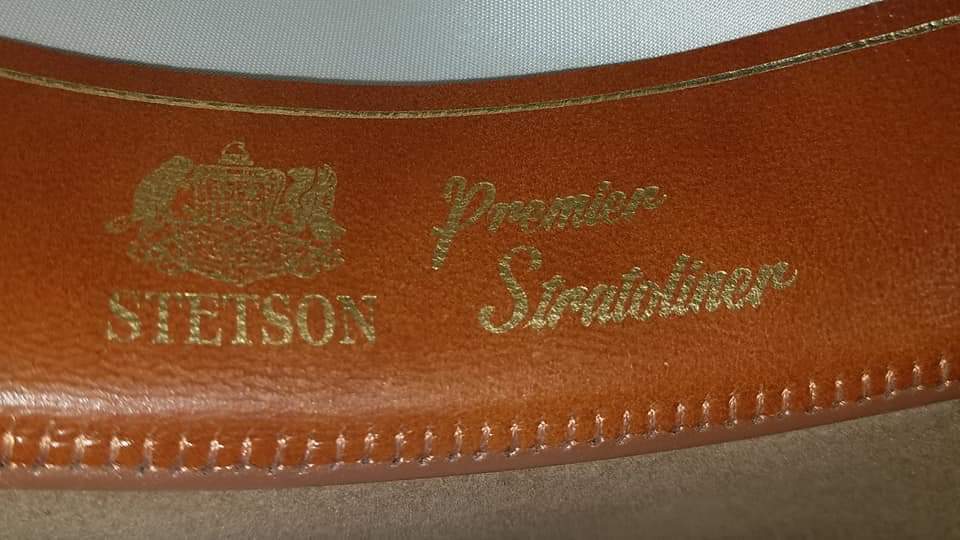 STETSON
Premier
Stratoliner